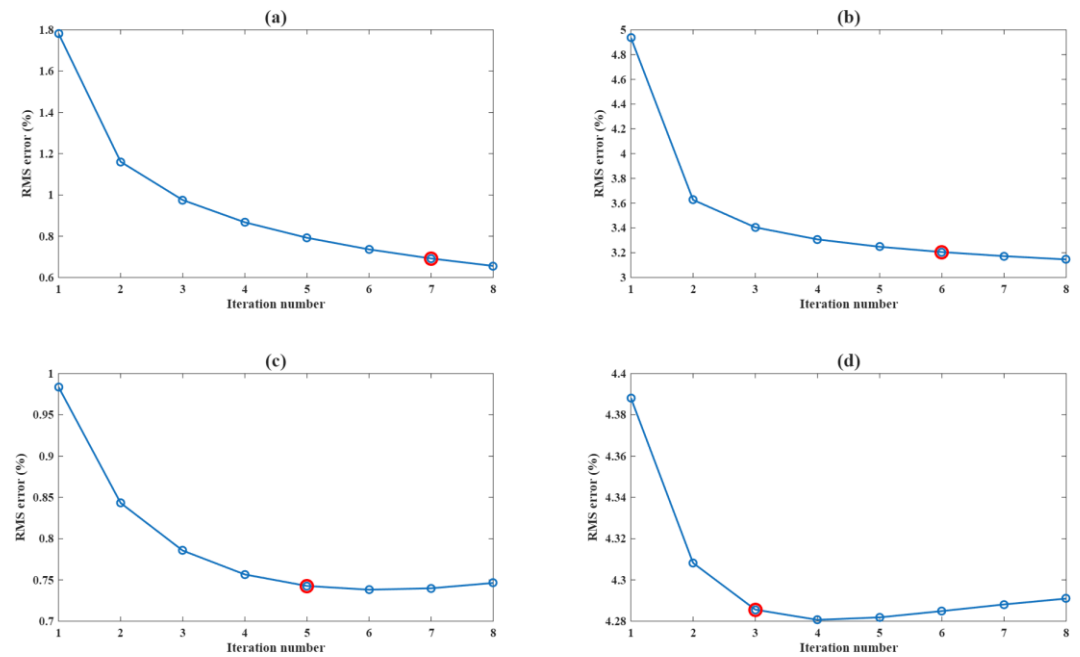 (a)
1.8
1.6
1.4
1.2
1
0.8
0.6
RMS error (%)
1 2 3 4 5 6 7 8
Iteration number
(b)
5
4.8
4.6
4.4
4.2
4
3.8
3.6
3.4
3.2
3
RMS error (%)
1 2 3 4 5 6 7 8
Iteration number
(c)
1
0.95
0.9
0.85
0.8
0.75
0.7
RMS error (%)
1 2 3 4 5 6 7 8
Iteration number
(d)
4.4
4.38
4.36
4.34
4.32
4.3
4.28
RMS error (%)
1 2 3 4 5 6 7 8
Iteration number